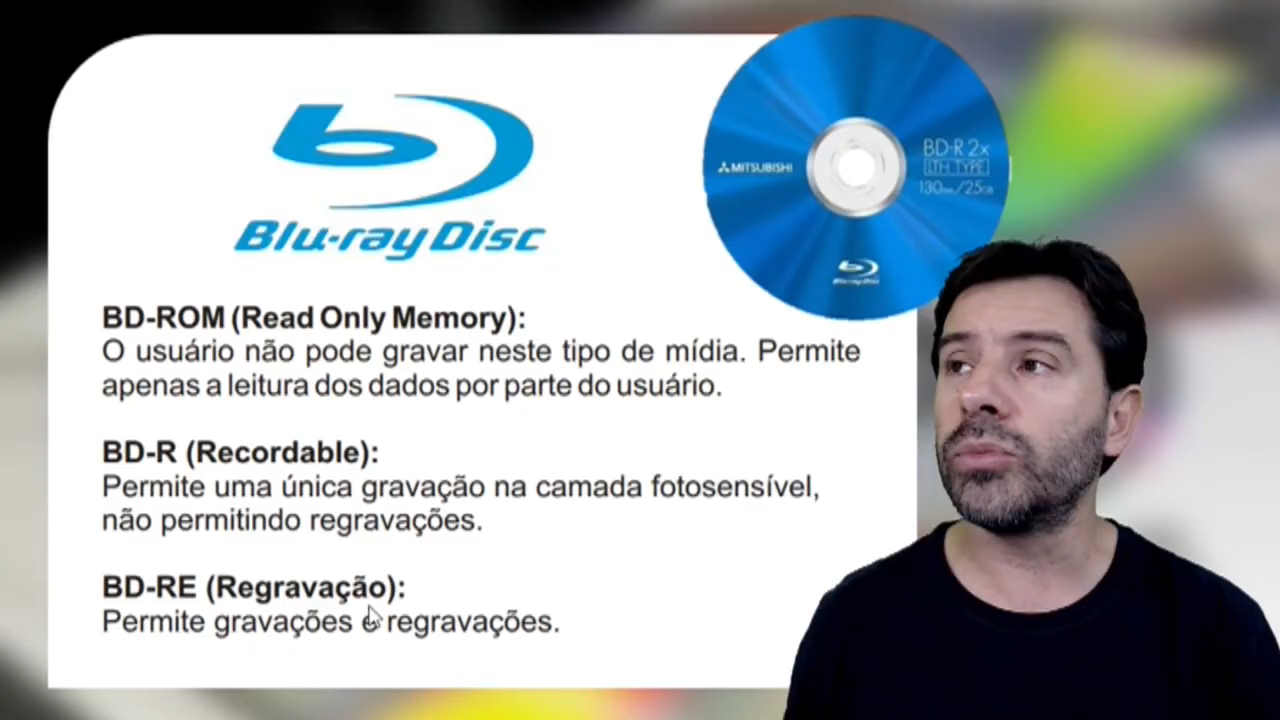 Blu-ray Disc
MITSUBISHI
BD-R 2x
LTH TYPE
130min/25GB
Blu-ray Disc
BD-ROM (Read Only Memory):
O usuário não pode gravar neste tipo de mídia. Permite
apenas a leitura dos dados por parte do usuário.
BD-R (Recordable):
Permite uma única gravação na camada fotosensível,
não permitindo regravações.
BD-RE (Regravação):
Permite gravações e regravações.